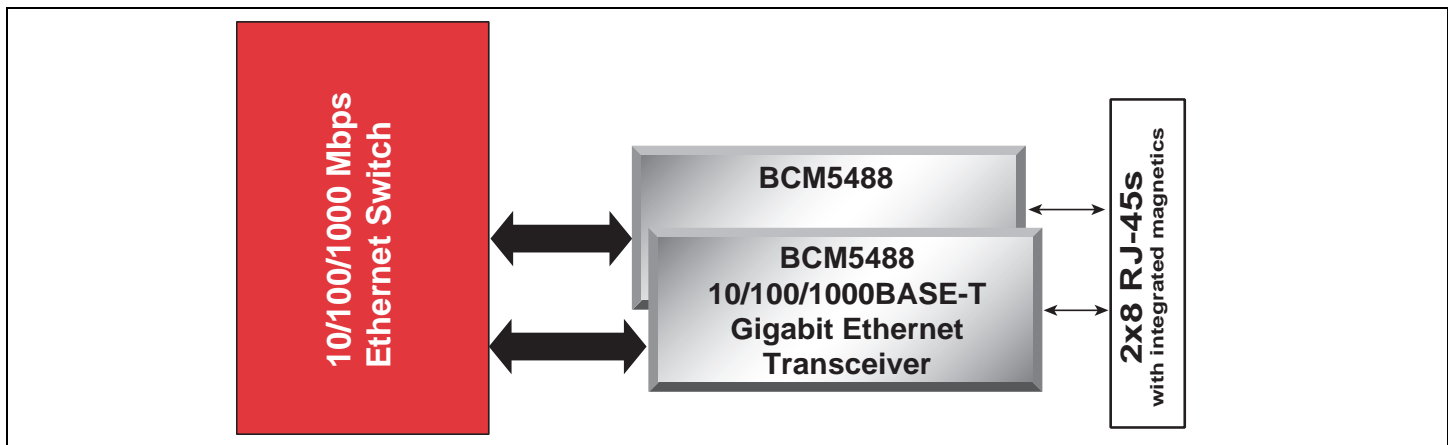 10/100/1000 Mbps
Ethernet Switch
BCM5488
BCM5488
10/100/1000BASE-T
Gigabit Ethernet
Transceiver
2x8 RJ-45s
with integrated magnetics